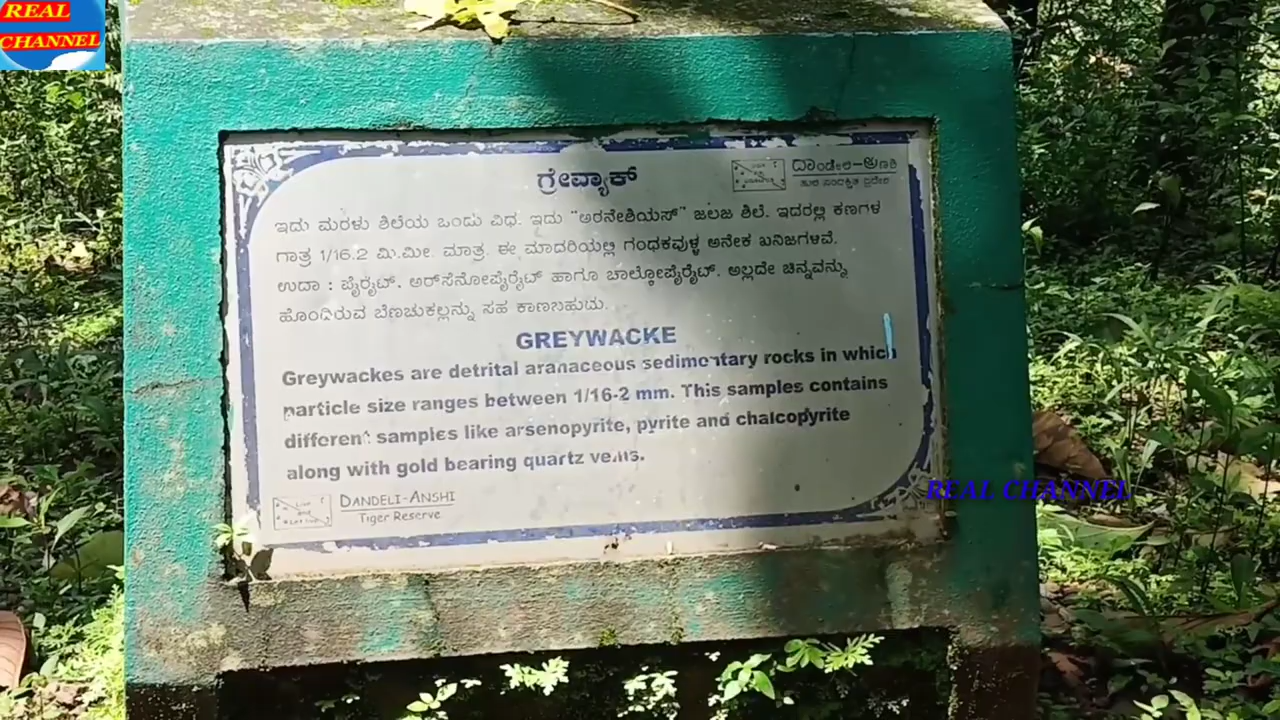 REAL
CHANNEL
ಗ್ರೇವ್ಯಾಕ್
ದಾಂಡೇಲಿ-ಅಣಶಿ
ಹುಲಿ ಸಂರಕ್ಷಿತ ಪ್ರದೇಶ
ಇದು ಮರಳು ಶಿಲೆಯ ಒಂದು ವಿಧ. ಇದು "ಅರನೇಶಿಯಸ್" ಜಲಜ ಶಿಲೆ. ಇದರಲ್ಲಿ ಕಣಗಳ
ಗಾತ್ರ 1/16.2 ಮಿ.ಮೀ. ಮಾತ್ರ. ಈ ಮಾದರಿಯಲ್ಲಿ ಗಂಧಕವುಳ್ಳ ಅನೇಕ ಖನಿಜಗಳಿವೆ.
ಉದಾ : ಪೈರೈಟ್. ಅರ್‌ಸೆನೋಪೈರೈಟ್ ಹಾಗೂ ಚಾಲ್ಕೋಪೈರೈಟ್. ಅಲ್ಲದೇ ಚಿನ್ನವನ್ನು
ಹೊಂದಿರುವ ಬೆಣಚುಕಲ್ಲನ್ನು ಸಹ ಕಾಣಬಹುದು.
GREYWACKE
Greywackes are detrital aranaceous sedimentary rocks in which
particle size ranges between 1/16-2 mm. This samples contains
different samples like arsenopyrite, pyrite and chalcopyrite
along with gold bearing quartz veins.
REAL CHANNEL
DANDELI-ANSHI
Tiger Reserve